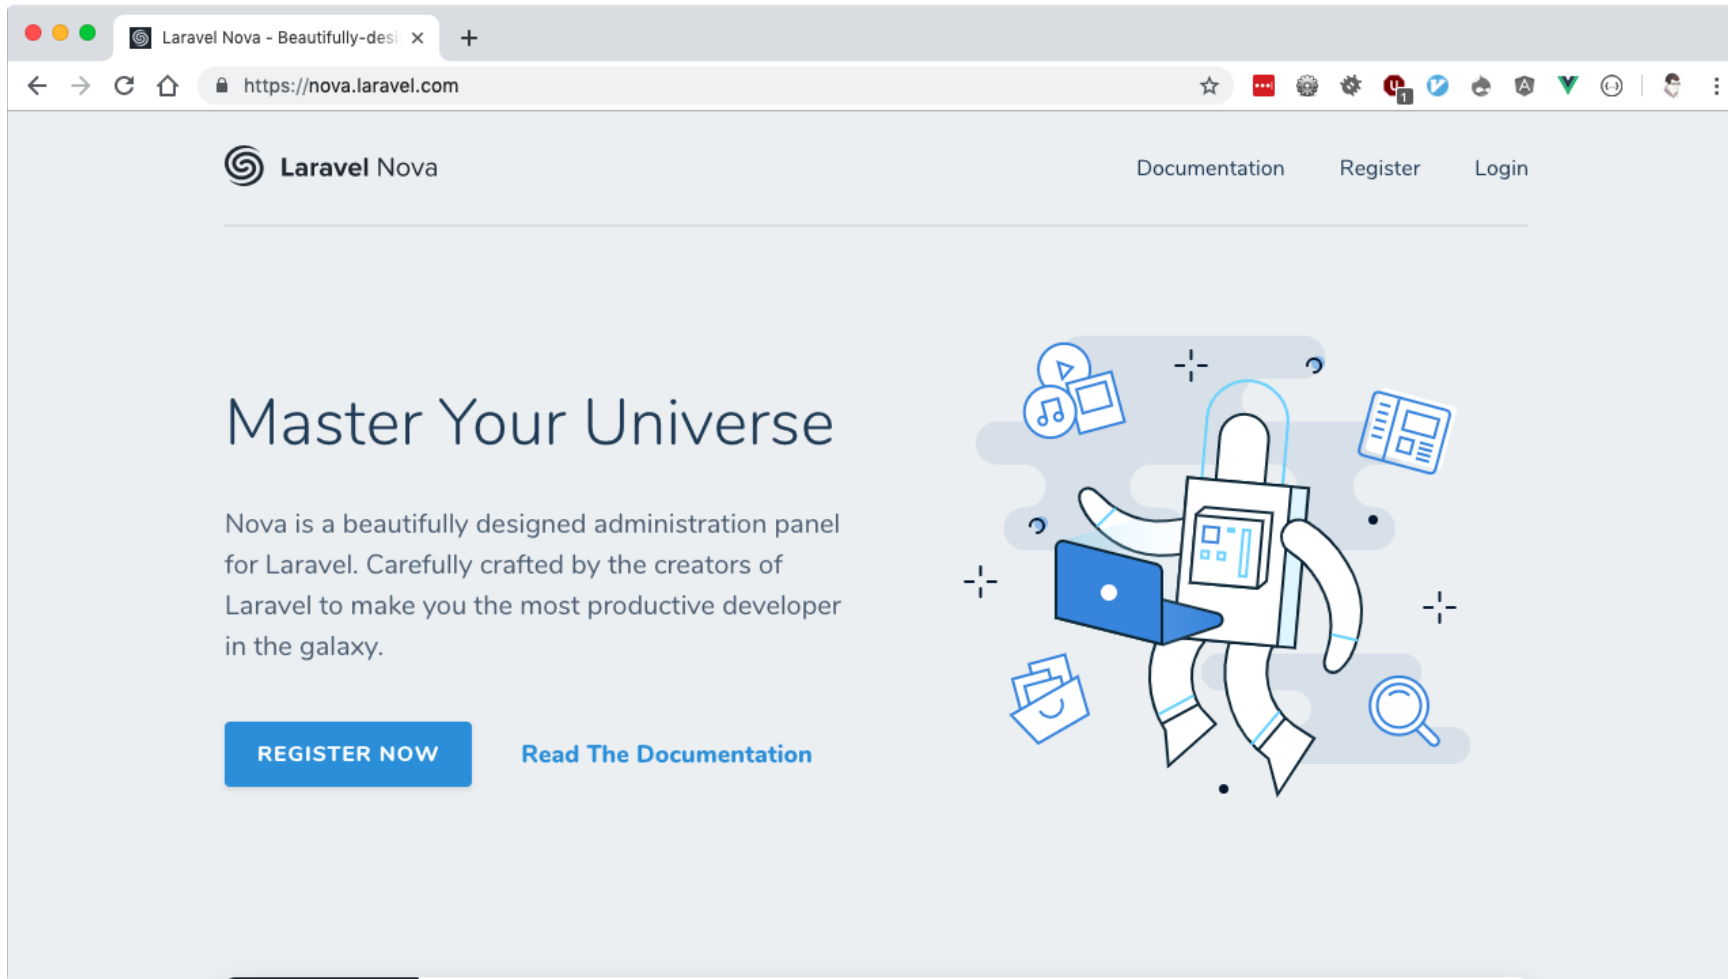 Laravel Nova - Beautifully-desi
https://nova.laravel.com
1
Laravel Nova
Documentation
Register
Login
Master Your Universe
Nova is a beautifully designed administration panel
for Laravel. Carefully crafted by the creators of
Laravel to make you the most productive developer
in the galaxy.
REGISTER NOW
Read The Documentation